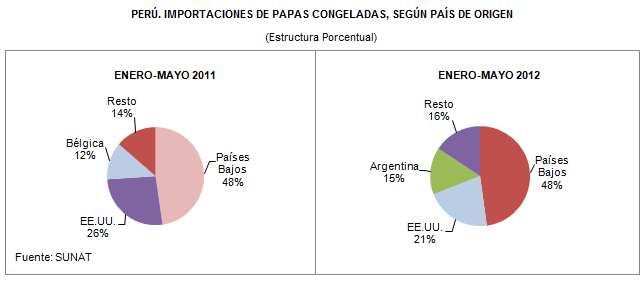 PERÚ. IMPORTACIONES DE PAPAS CONGELADAS, SEGÚN PAÍS DE ORIGEN
(Estructura Porcentual)
ENERO-MAYO 2011
Resto
14%
Bélgica
12%
Países
Bajos
48%
EE.UU.
26%
Fuente: SUNAT
ENERO-MAYO 2012
Resto
16%
Argentina
15%
Países
Bajos
48%
EE.UU.
21%